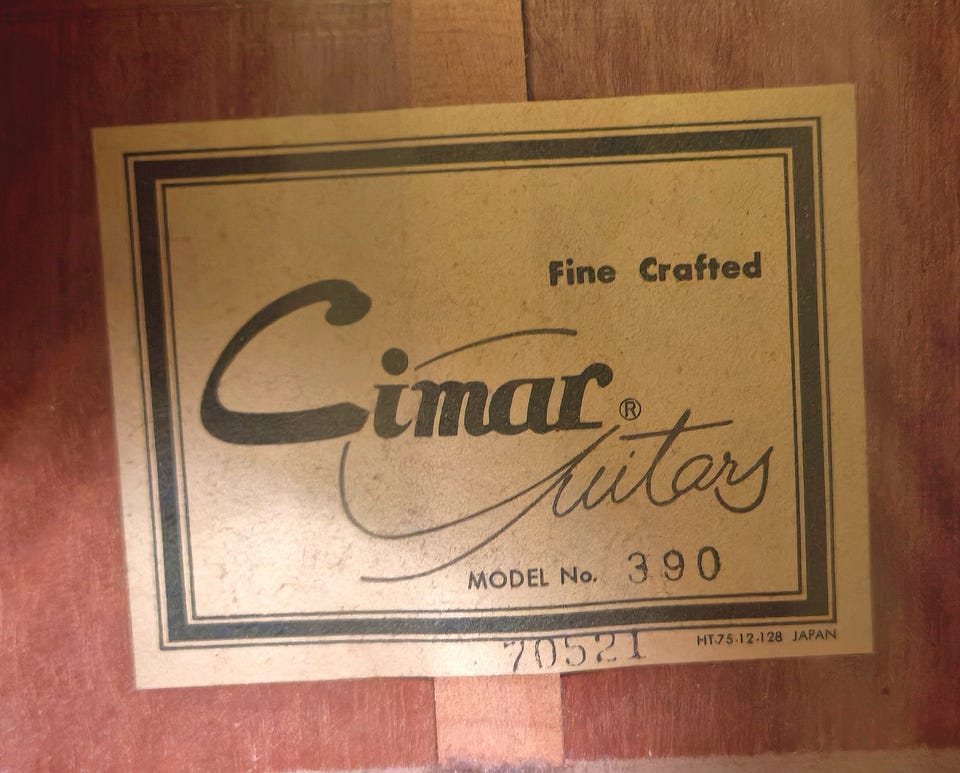 Fine Crafted
Cimar®
Guitars
MODEL No. 390
70521
HT-75-12-128 JAPAN